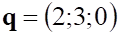 q = (2;3;0)